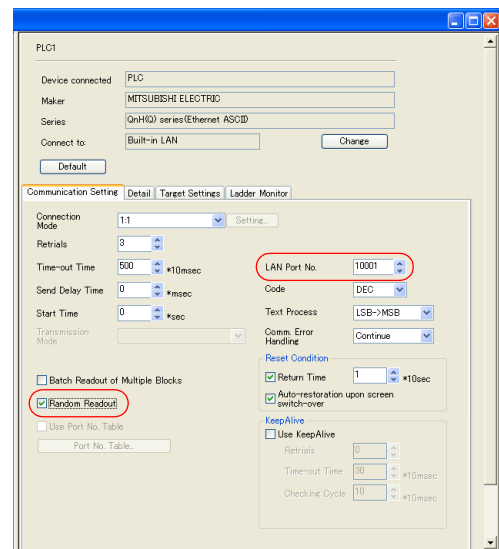 PLC1
Device connected PLC
Maker MITSUBISHI ELECTRIC
Series QnH(Q) series(Ethernet ASCII)
Connect to: Built-in LAN Change
Default
Communication Setting Detail Target Settings Ladder Monitor
Connection Mode 1:1 Setting...
Retrials 3
Time-out Time 500 *10msec LAN Port No. 10001
Send Delay Time 0 *msec Code DEC
Start Time 0 *sec Text Process LSB->MSB
Transmission Mode Comm. Error Handling Continue
Reset Condition
Return Time 1 *10sec
Batch Readout of Multiple Blocks
Auto-restoration upon screen switch-over
Random Readout
KeepAlive
Use Port No. Table
Use KeepAlive
Port No. Table..
Retrials 0
Time-out Time 30 *10msec
Checking Cycle 10 *10msec